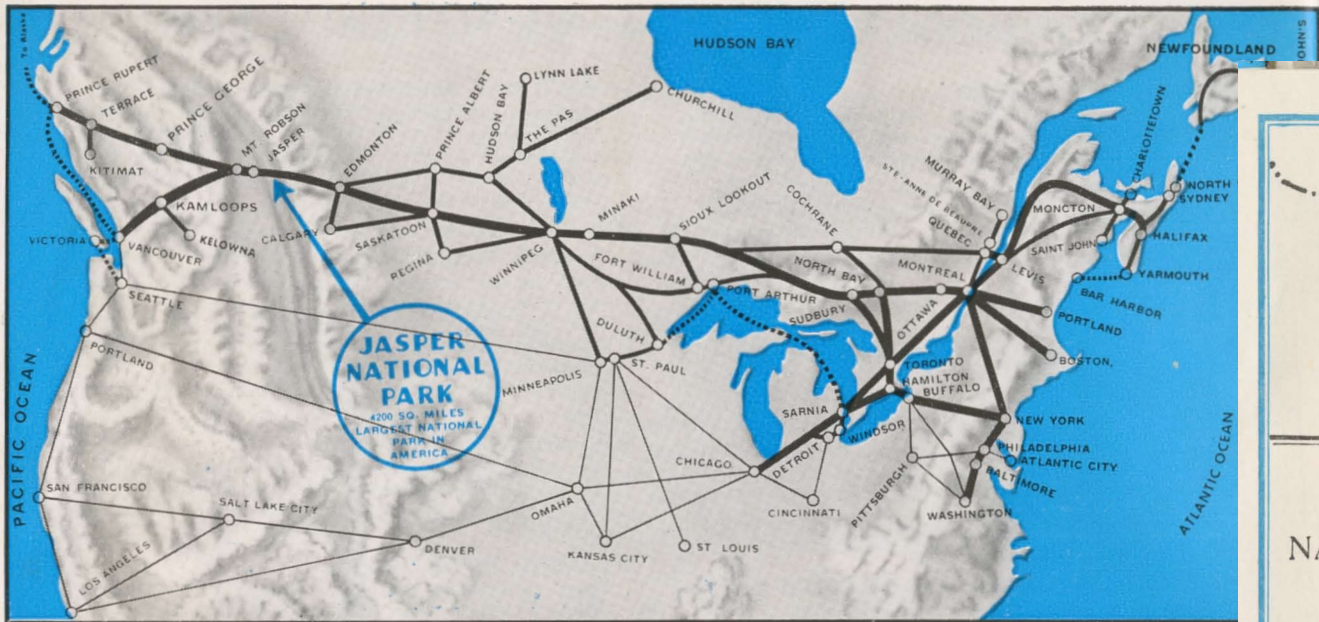 To Alaska
HUDSON BAY
NEWFOUNDLAND
PRINCE RUPERT
TERRACE
KITIMAT
PRINCE GEORGE
MT. ROBSON
JASPER
EDMONTON
PRINCE ALBERT
HUDSON BAY
LYNN LAKE
THE PAS
CHURCHILL
KAMLOOPS
KELOWNA
VICTORIA
VANCOUVER
CALGARY
SASKATOON
REGINA
WINNIPEG
MINAKI
SIOUX LOOKOUT
FORT WILLIAM
PORT ARTHUR
COCHRANE
NORTH BAY
SUDBURY
MURRAY BAY
STE-ANNE DE BEAUPRE
QUEBEC
MONTREAL
OTTAWA
LEVIS
MONCTON
SAINT JOHN
CHARLOTTETOWN
NORTH
SYDNEY
HALIFAX
YARMOUTH
BAR HARBOR
PORTLAND
BOSTON,
SEATTLE
PORTLAND
DULUTH
MINNEAPOLIS
ST. PAUL
TORONTO
HAMILTON
BUFFALO
SARNIA
WINDSOR
DETROIT
CHICAGO
NEW YORK
PHILADELPHIA
ATLANTIC CITY
BALTIMORE
WASHINGTON
PITTSBURGH
CINCINNATI
JASPER
NATIONAL
PARK
4200 SQ. MILES
LARGEST NATIONAL
PARK IN
AMERICA
PACIFIC OCEAN
SAN FRANCISCO
SALT LAKE CITY
LOS ANGELES
DENVER
OMAHA
KANSAS CITY
ST LOUIS
ATLANTIC OCEAN